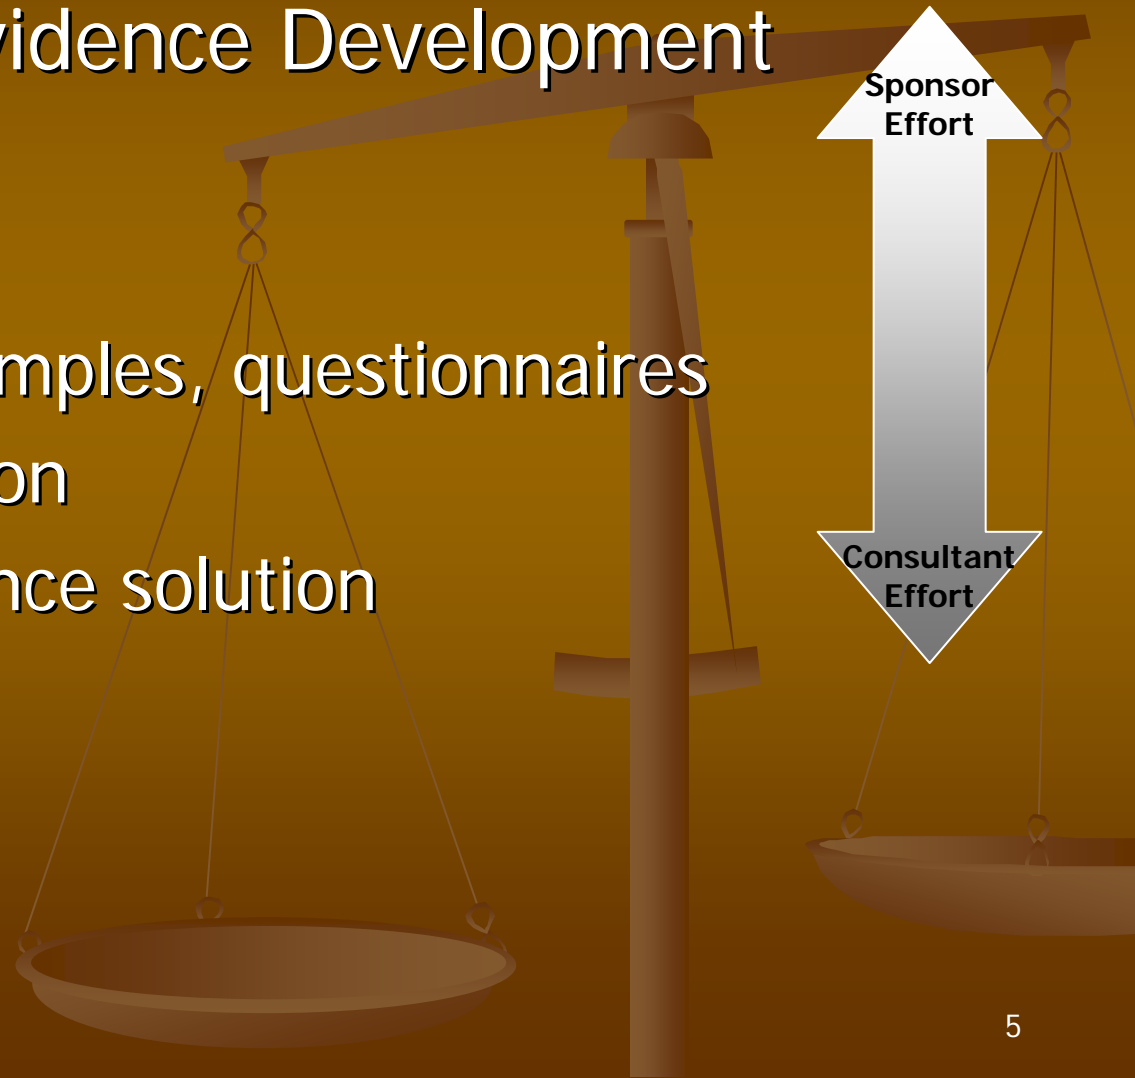 vidence Development
Sponsor
Effort
mples, questionnaires
on
nce solution
Consultant
Effort
5